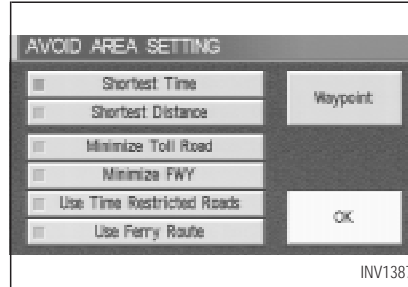 AVOID AREA SETTING
Shortest Time
Shortest Distance
Waypoint
Minimize Toll Road
Minimize FWY
Use Time Restricted Roads
Use Ferry Route
OK
INV1387